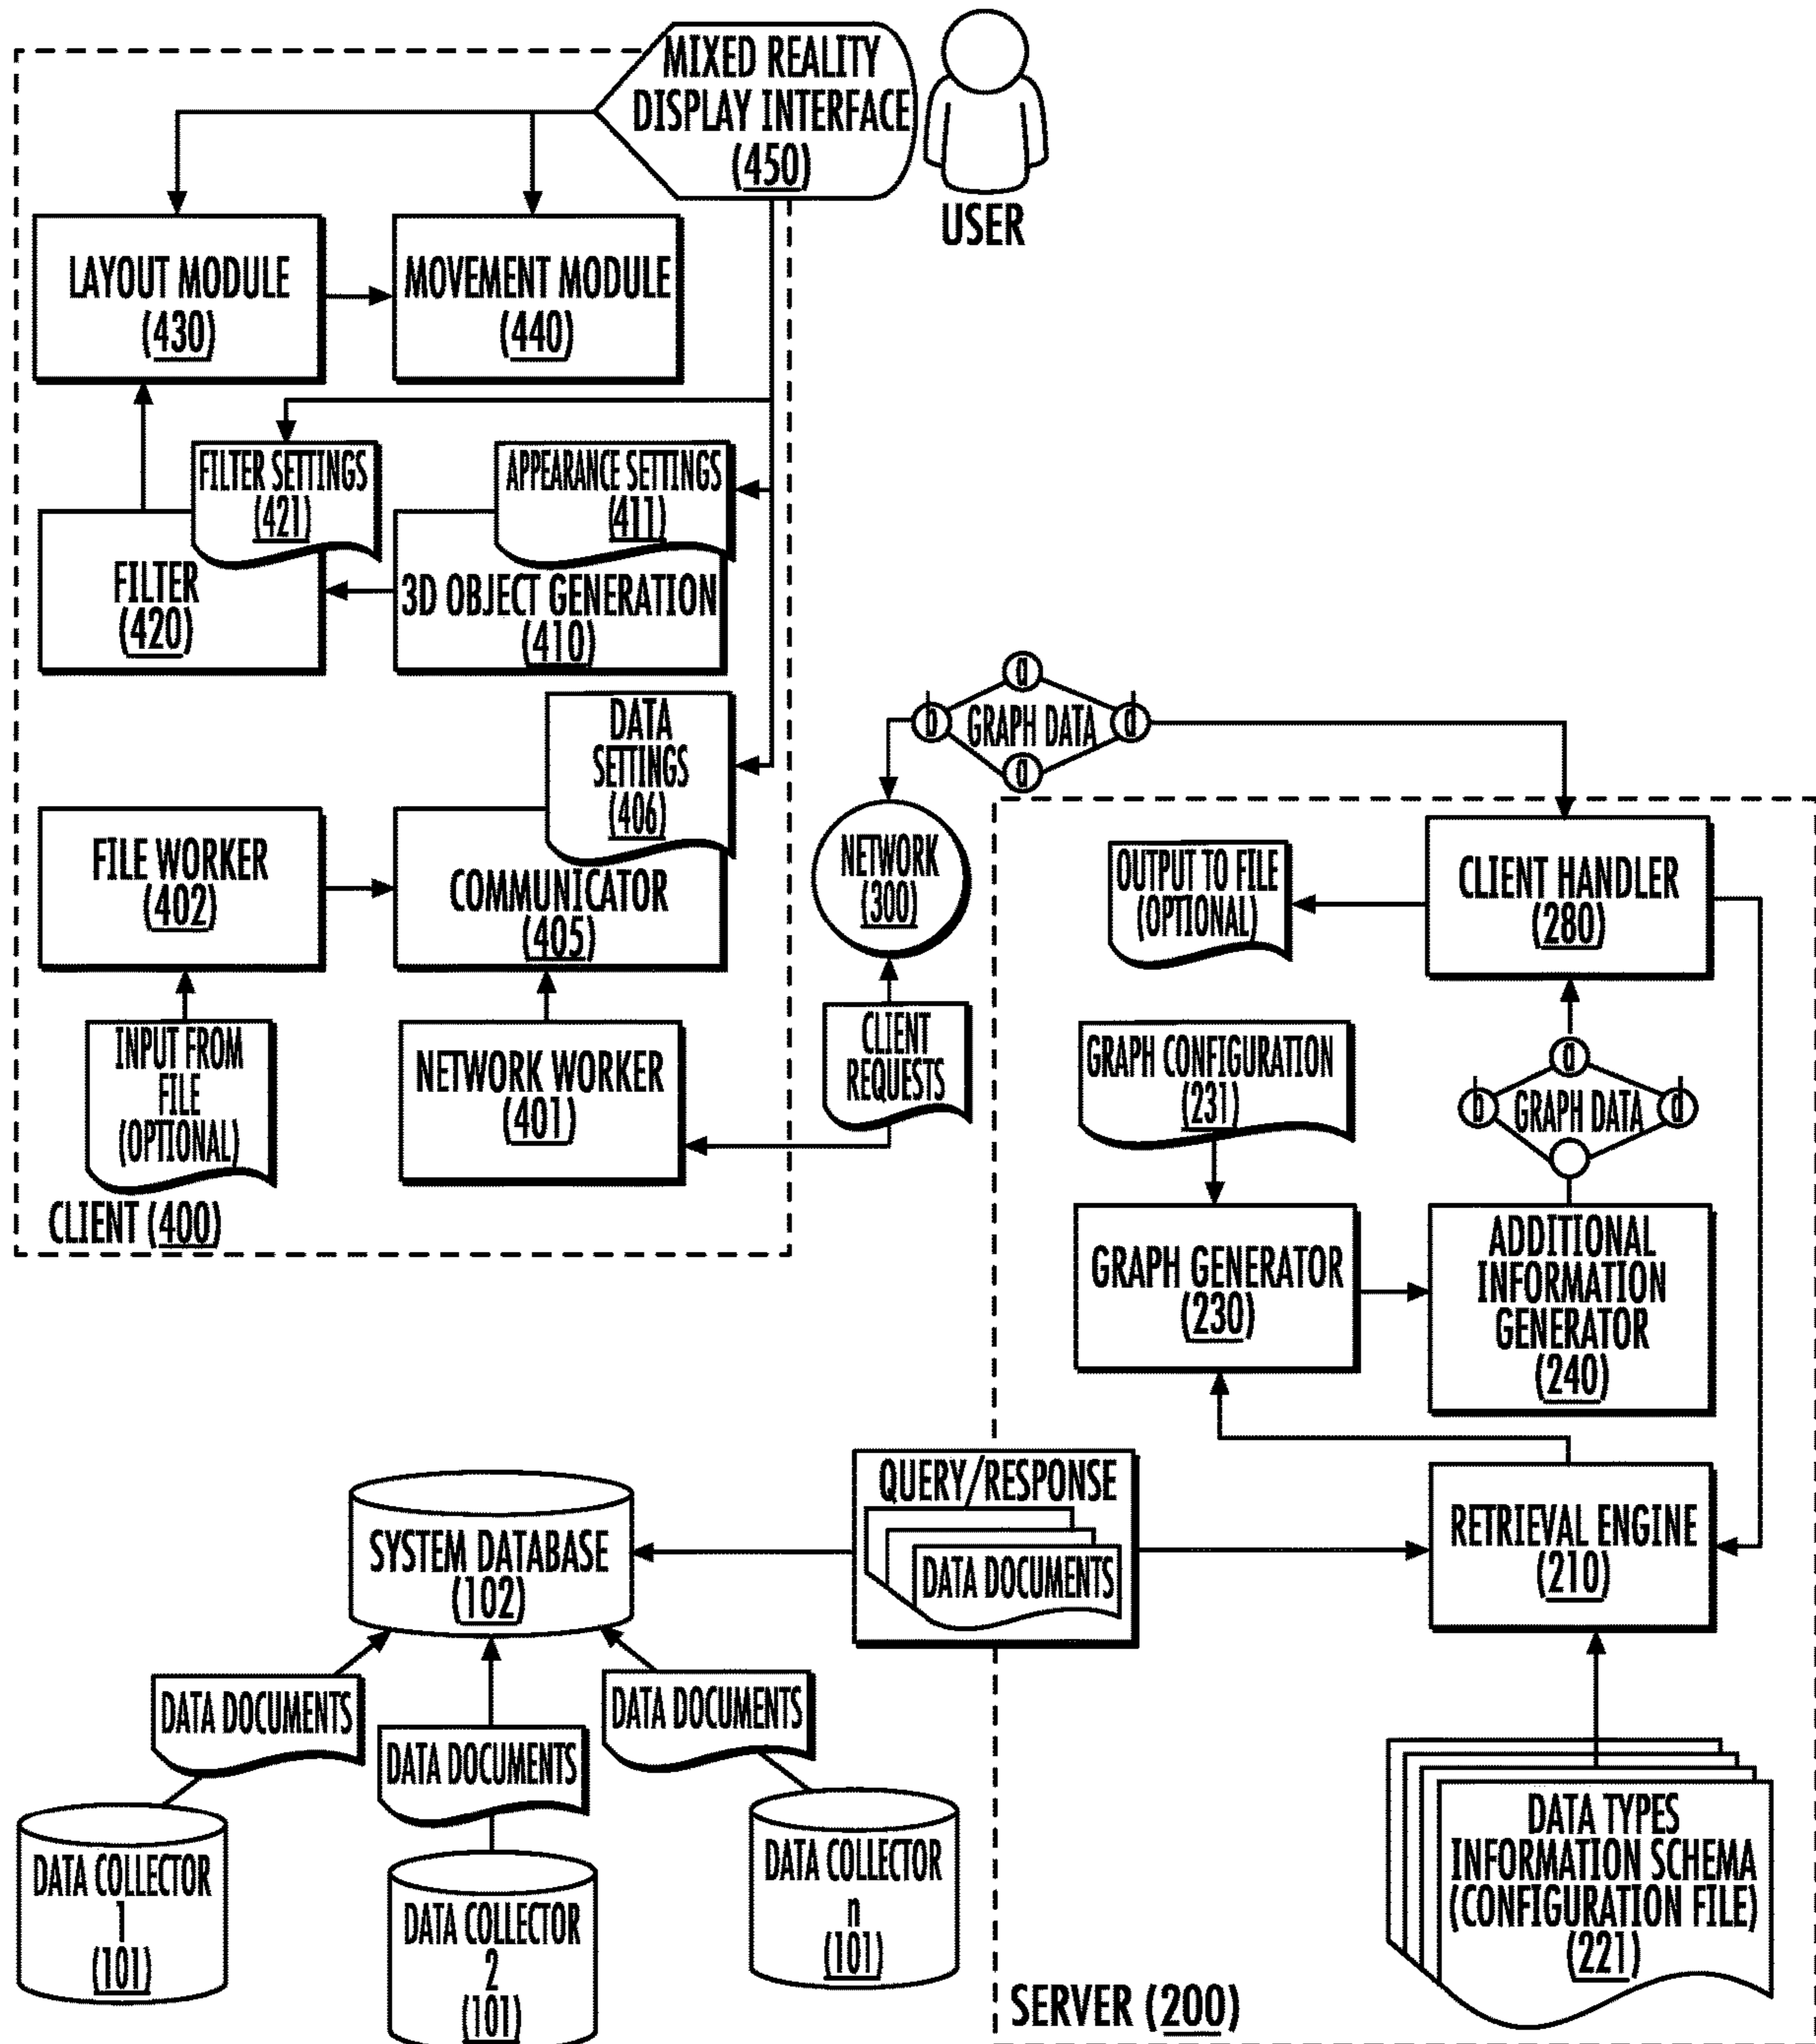 MIXED REALITY
DISPLAY INTERFACE
(450)
USER
LAYOUT MODULE
(430)
MOVEMENT MODULE
(440)
FILTER SETTINGS
(421)
APPEARANCE SETTINGS
(411)
FILTER
(420)
3D OBJECT GENERATION
(410)
DATA
SETTINGS
(406)
FILE WORKER
(402)
COMMUNICATOR
(405)
INPUT FROM
FILE
(OPTIONAL)
NETWORK WORKER
(401)
CLIENT (400)
a
b GRAPH DATA d
a
NETWORK
(300)
CLIENT
REQUESTS
OUTPUT TO FILE
(OPTIONAL)
CLIENT HANDLER
(280)
GRAPH CONFIGURATION
(231)
a
b GRAPH DATA d
GRAPH GENERATOR
(230)
ADDITIONAL
INFORMATION
GENERATOR
(240)
QUERY/RESPONSE
DATA DOCUMENTS
RETRIEVAL ENGINE
(210)
SYSTEM DATABASE
(102)
DATA DOCUMENTS
DATA DOCUMENTS
DATA DOCUMENTS
DATA COLLECTOR
1
(101)
DATA COLLECTOR
2
(101)
DATA COLLECTOR
n
(101)
DATA TYPES
INFORMATION SCHEMA
(CONFIGURATION FILE)
(221)
SERVER (200)